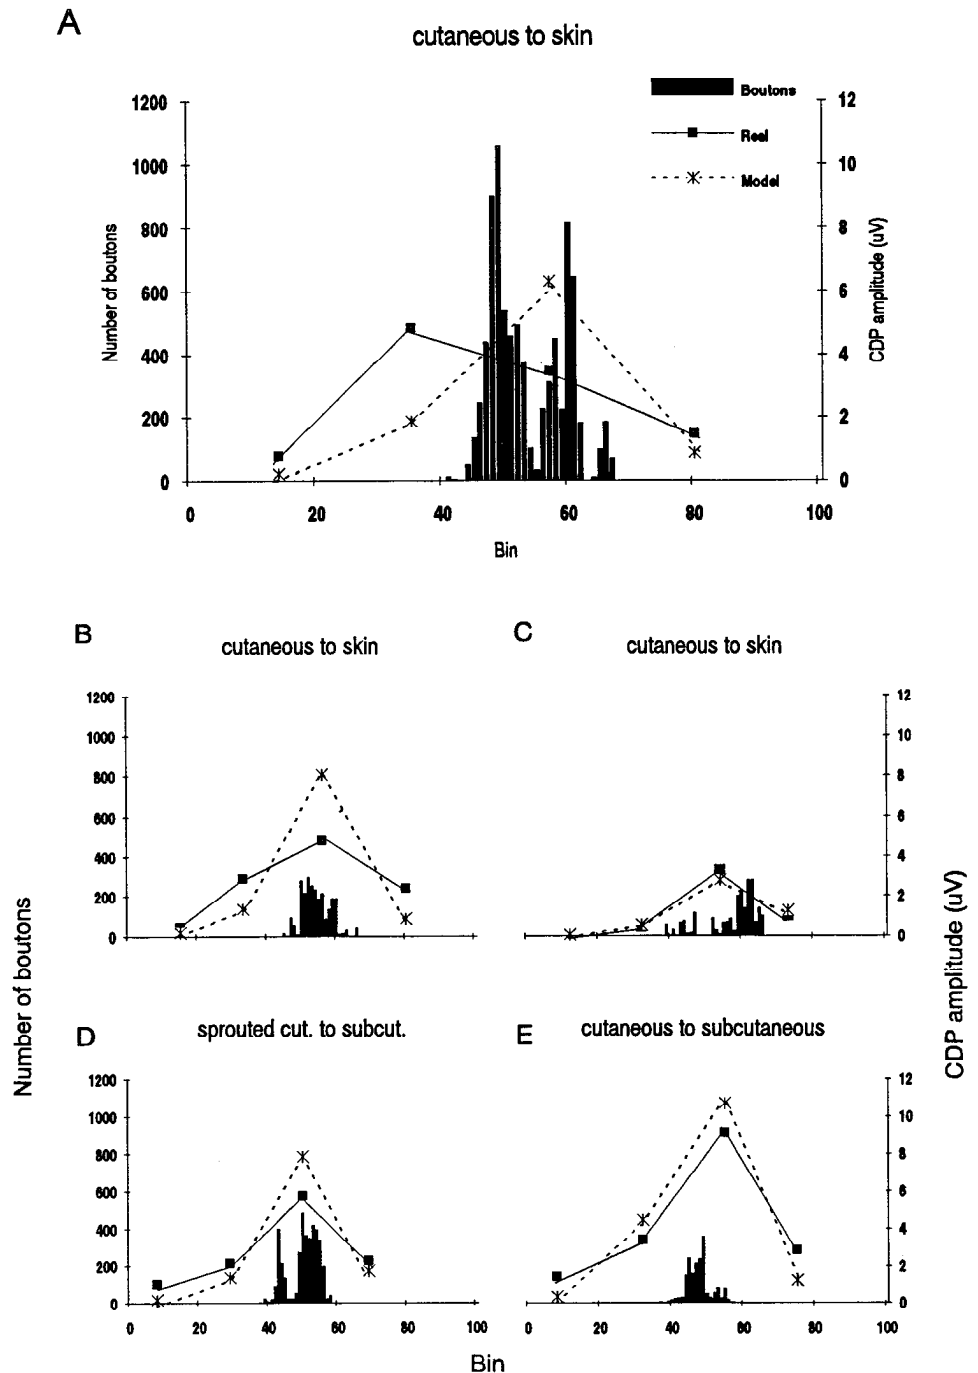 A
cutaneous to skin
Boutons
Real
Model
1200
1000
800
600
400
200
0
12
10
8
6
4
2
0
Number of boutons
CDP amplitude (uV)
0 20 40 60 80 100
Bin
B
cutaneous to skin
1200
1000
800
600
400
200
0
C
cutaneous to skin
12
10
8
6
4
2
0
Number of boutons
CDP amplitude (uV)
D
sprouted cut. to subcut.
1200
1000
800
600
400
200
0
0 20 40 60 80 100
E
cutaneous to subcutaneous
12
10
8
6
4
2
0
0 20 40 60 80 100
Bin